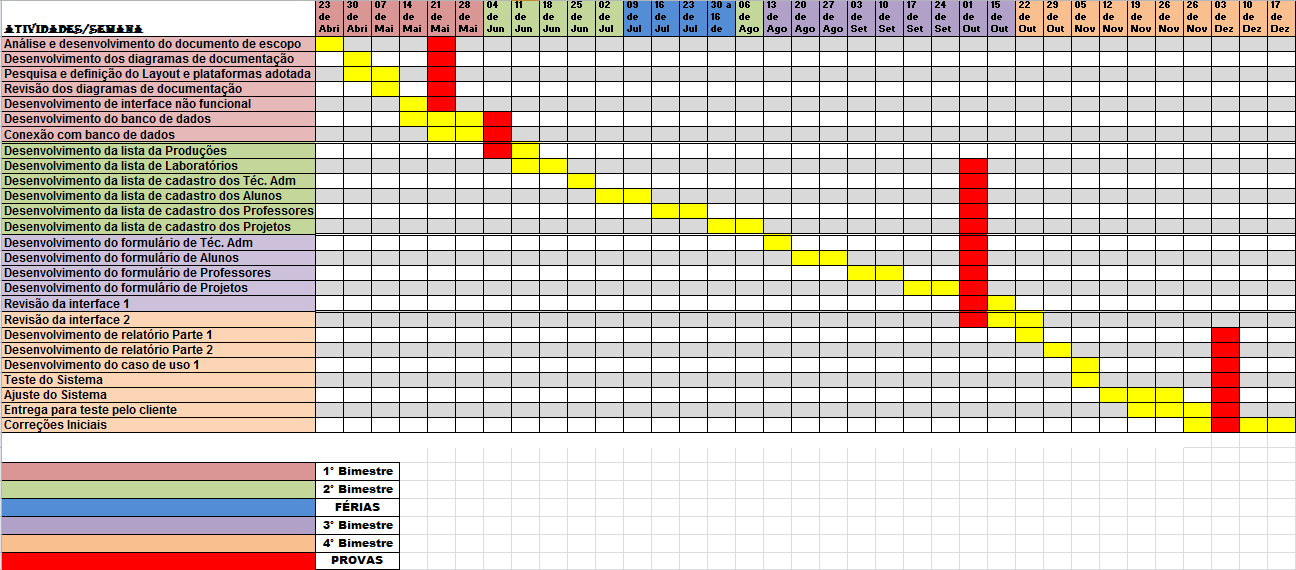 ATIVIDADES/SEMANA
23 de Abri
30 de Abri
07 de Mai
14 de Mai
21 de Mai
28 de Mai
04 de Jun
11 de Jun
18 de Jun
25 de Jun
02 de Jul
09 de Jul
16 de Jul
23 de Jul
30 a 16 de
06 de Ago
13 de Ago
20 de Ago
27 de Ago
03 de Set
10 de Set
17 de Set
24 de Set
01 de Out
15 de Out
22 de Out
29 de Out
05 de Nov
12 de Nov
19 de Nov
26 de Nov
26 de Nov
03 de Dez
10 de Dez
17 de Dez
Análise e desenvolvimento do documento de escopo
Desenvolvimento dos diagramas de documentação
Pesquisa e definição do Layout e plataformas adotada
Revisão dos diagramas de documentação
Desenvolvimento de interface não funcional
Desenvolvimento do banco de dados
Conexão com banco de dados
Desenvolvimento da lista da Produções
Desenvolvimento da lista de Laboratórios
Desenvolvimento da lista de cadastro dos Téc. Adm
Desenvolvimento da lista de cadastro dos Alunos
Desenvolvimento da lista de cadastro dos Professores
Desenvolvimento da lista de cadastro dos Projetos
Desenvolvimento do formulário de Téc. Adm
Desenvolvimento do formulário de Alunos
Desenvolvimento do formulário de Professores
Desenvolvimento do formulário de Projetos
Revisão da interface 1
Revisão da interface 2
Desenvolvimento de relatório Parte 1
Desenvolvimento de relatório Parte 2
Desenvolvimento do caso de uso 1
Teste do Sistema
Ajuste do Sistema
Entrega para teste pelo cliente
Correções Iniciais
1° Bimestre
2° Bimestre
FÉRIAS
3° Bimestre
4° Bimestre
PROVAS